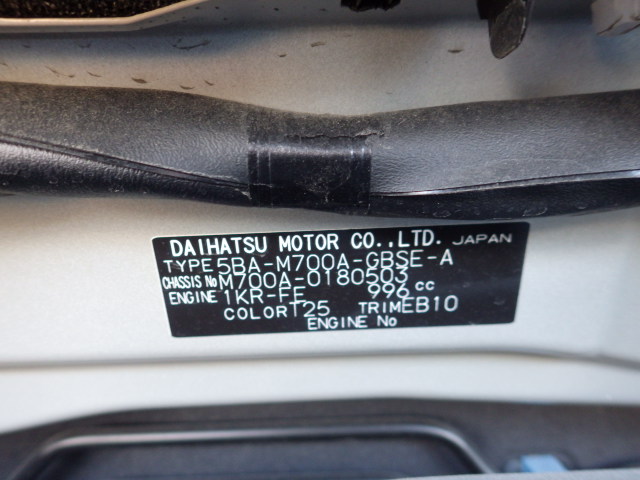 DAIHATSU MOTOR CO.,LTD. JAPAN
TYPE 5BA-M700A-GBSE-A
CHASSIS No M700A-0180503
ENGINE 1KR-FE 996 cc
COLOR T25 TRIM EB10
ENGINE No